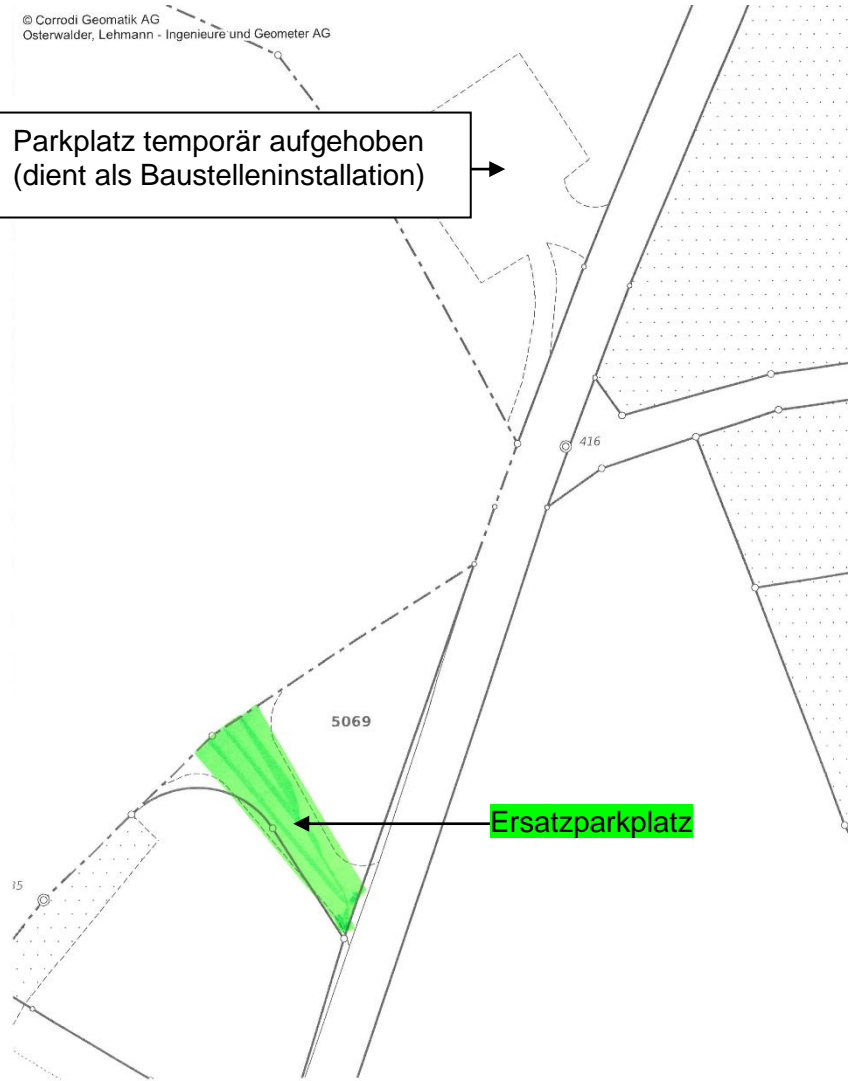 © Corrodi Geomatik AG
Osterwalder, Lehmann - Ingenieure und Geometer AG
Parkplatz temporär aufgehoben
(dient als Baustelleninstallation)
416
5069
Ersatzparkplatz